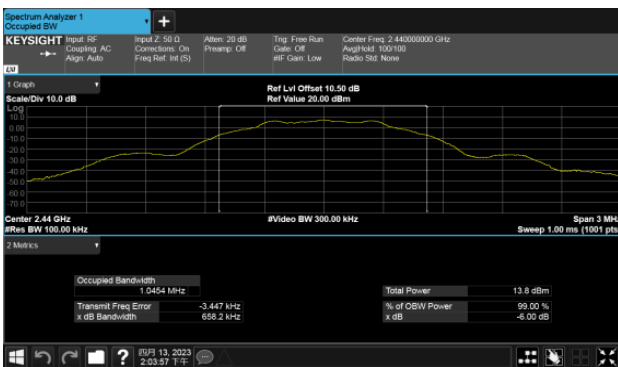 Spectrum Analyzer 1
Occupied BW
KEYSIGHT
Input: RF
Coupling: AC
Align: Auto
Input Z: 50 Ω
Corrections: On
Freq Ref: Int (S)
Atten: 20 dB
Preamp: Off
Trig: Free Run
Gate: Off
#IF Gain: Low
Center Freq: 2.440000000 GHz
Avg|Hold: 100/100
Radio Std: None
LXI
1 Graph
Scale/Div 10.0 dB
Ref Lvl Offset 10.50 dB
Ref Value 20.00 dBm
Log
10.0
0.00
-10.0
-20.0
-30.0
-40.0
-50.0
-60.0
-70.0
Center 2.44 GHz
#Res BW 100.00 kHz
#Video BW 300.00 kHz
Span 3 MHz
Sweep 1.00 ms (1001 pts
2 Metrics
Occupied Bandwidth
1.0454 MHz
Transmit Freq Error -3.447 kHz
x dB Bandwidth 658.2 kHz
Total Power 13.8 dBm
% of OBW Power 99.00 %
x dB -6.00 dB
?
四月 13, 2023
2:03:57 下午